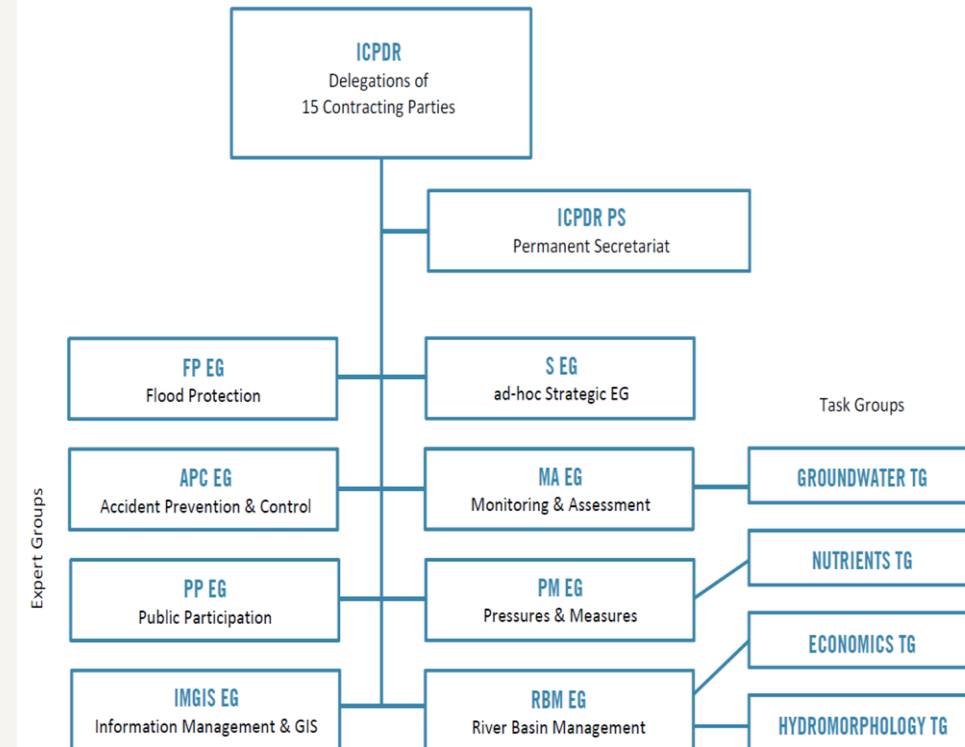 ICPDR
Delegations of
15 Contracting Parties
ICPDR PS
Permanent Secretariat
FP EG
Flood Protection
S EG
ad-hoc Strategic EG
Task Groups
APC EG
Accident Prevention & Control
MA EG
Monitoring & Assessment
GROUNDWATER TG
Expert Groups
PP EG
Public Participation
PM EG
Pressures & Measures
NUTRIENTS TG
ECONOMICS TG
IMGIS EG
Information Management & GIS
RBM EG
River Basin Management
HYDROMORPHOLOGY TG